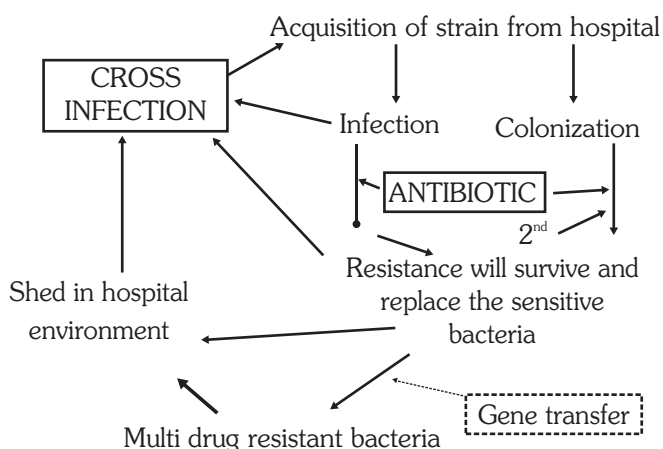 Acquisition of strain from hospital
CROSS
INFECTION
Infection
Colonization
ANTIBIOTIC
2nd
Resistance will survive and
replace the sensitive
bacteria
Shed in hospital
environment
Gene transfer
Multi drug resistant bacteria